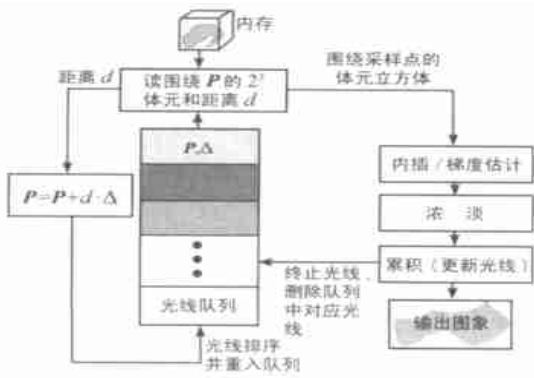 内存
距离 d
读围绕 P 的 2³
体元和距离 d
围绕采样点的
体元立方体
P,Δ
内插/梯度估计
P=P+d·Δ
浓 淡
累积(更新光线)
终止光线、
删除队列
中对应光
线
光线队列
输出图象
光线排序
并重入队列